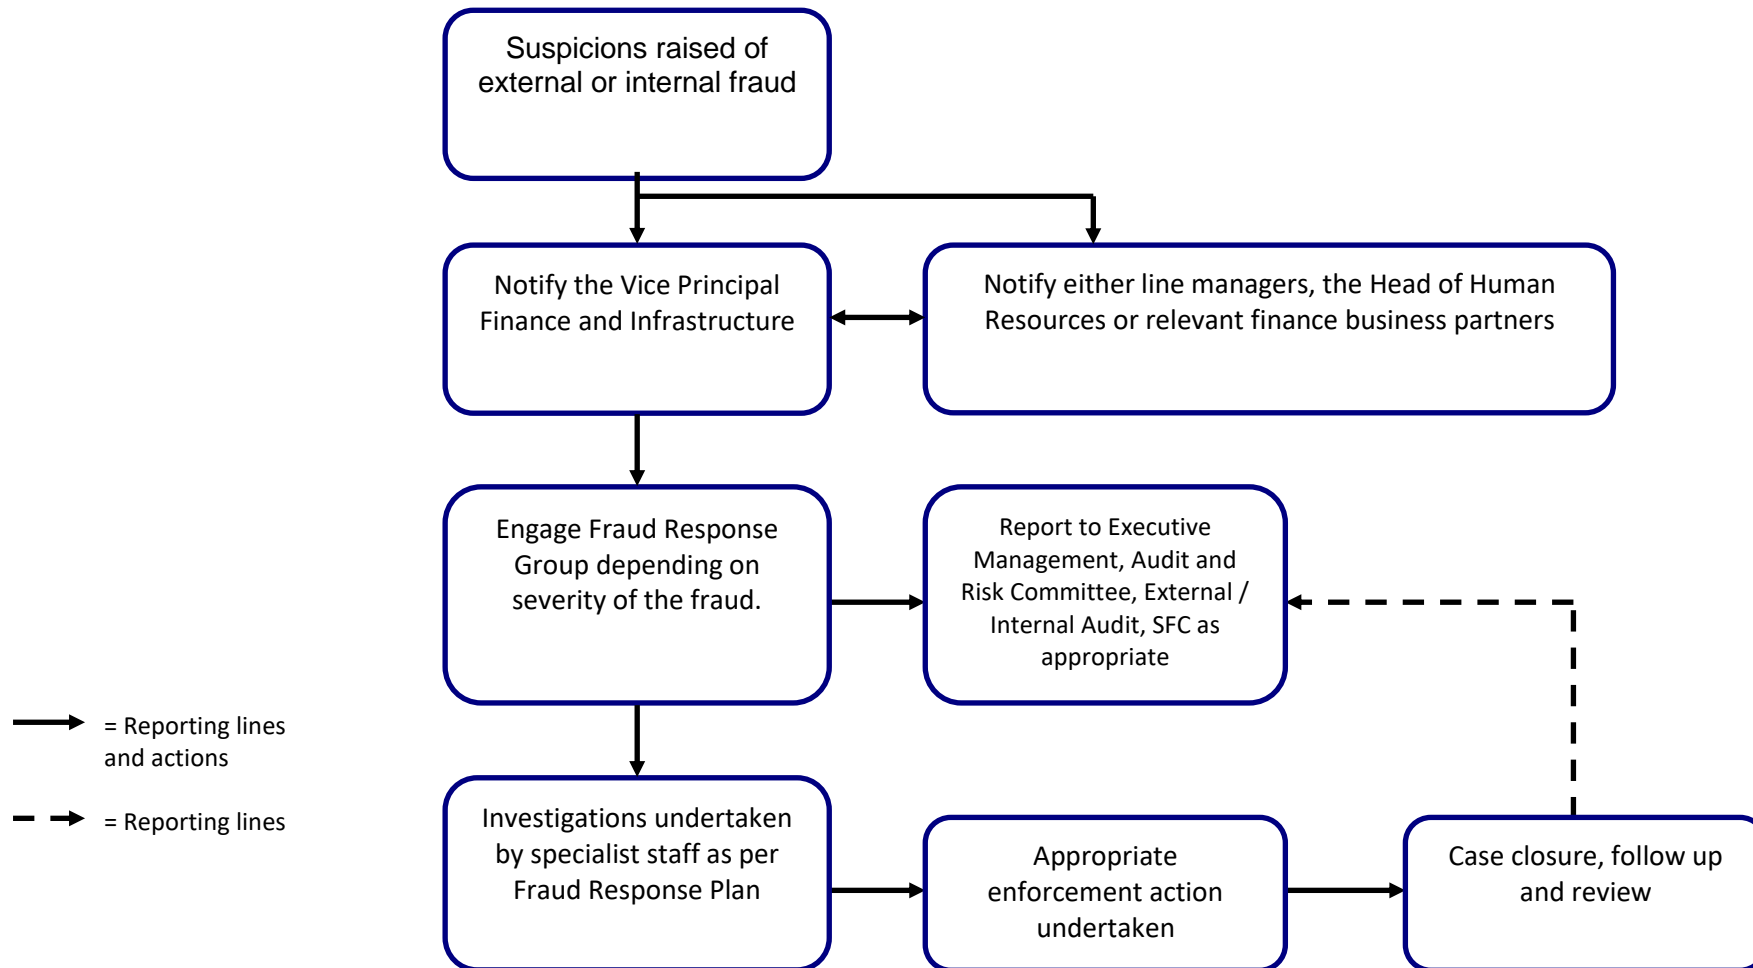 Suspicions raised of
external or internal fraud
Notify the Vice Principal
Finance and Infrastructure
Notify either line managers, the Head of Human
Resources or relevant finance business partners
Engage Fraud Response
Group depending on
severity of the fraud.
Report to Executive
Management, Audit and
Risk Committee, External /
Internal Audit, SFC as
appropriate
= Reporting lines
and actions
= Reporting lines
Investigations undertaken
by specialist staff as per
Fraud Response Plan
Appropriate
enforcement action
undertaken
Case closure, follow up
and review